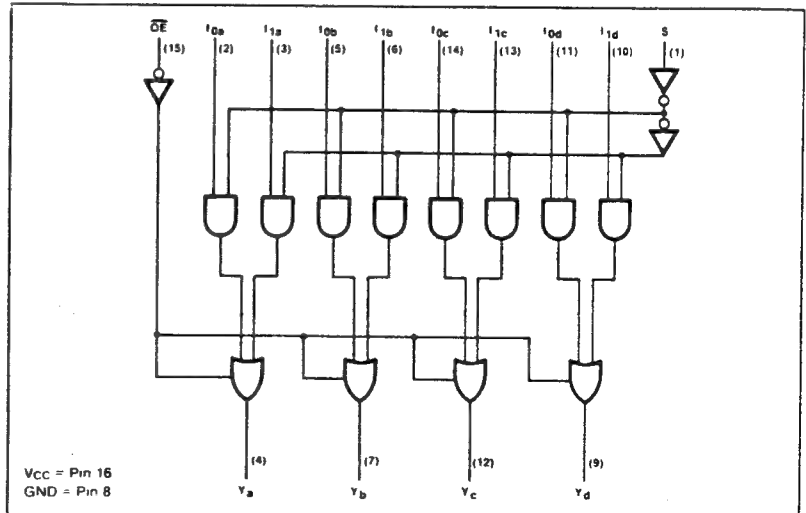 OE I0a I1a I0b I1b I0c I1c I0d I1d S
(15) (2) (3) (5) (6) (14) (13) (11) (10) (1)
(4) (7) (12) (9)
VCC = Pin 16
GND = Pin 8
Ya Yb Yc Yd